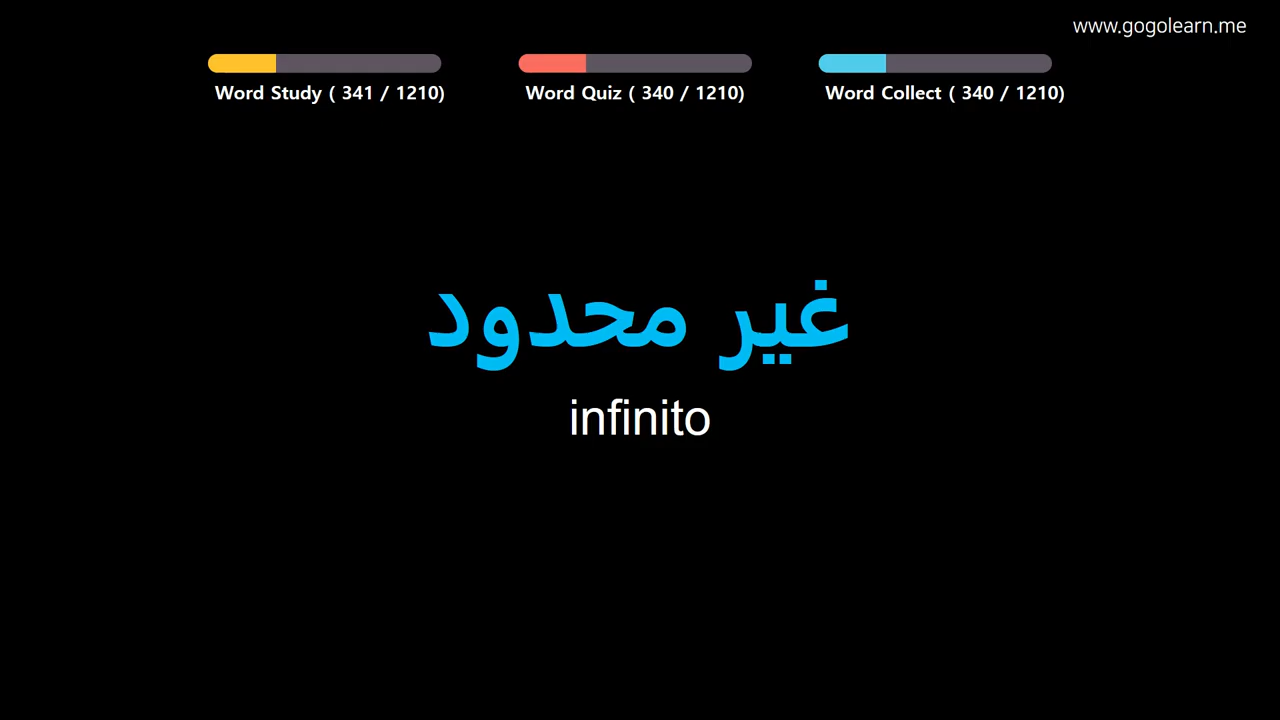 www.gogolearn.me
Word Study ( 341 / 1210)
Word Quiz ( 340 / 1210)
Word Collect ( 340 / 1210)
غير محدود
infinito